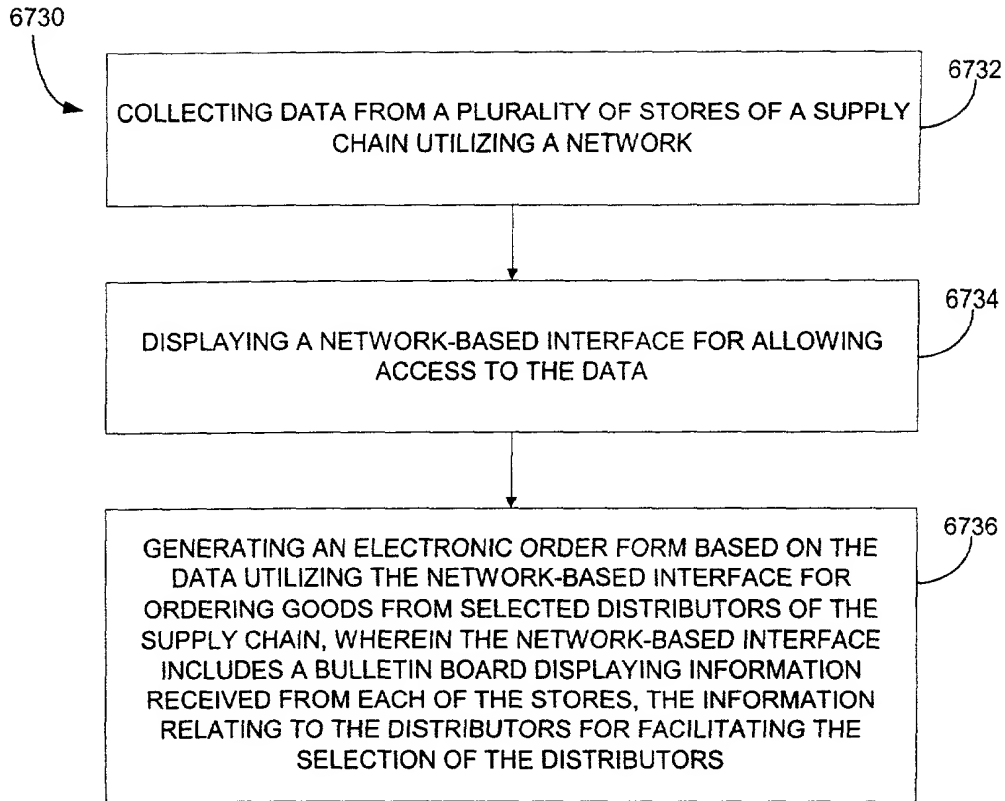 6730
6732
COLLECTING DATA FROM A PLURALITY OF STORES OF A SUPPLY
CHAIN UTILIZING A NETWORK
6734
DISPLAYING A NETWORK-BASED INTERFACE FOR ALLOWING
ACCESS TO THE DATA
6736
GENERATING AN ELECTRONIC ORDER FORM BASED ON THE
DATA UTILIZING THE NETWORK-BASED INTERFACE FOR
ORDERING GOODS FROM SELECTED DISTRIBUTORS OF THE
SUPPLY CHAIN, WHEREIN THE NETWORK-BASED INTERFACE
INCLUDES A BULLETIN BOARD DISPLAYING INFORMATION
RECEIVED FROM EACH OF THE STORES, THE INFORMATION
RELATING TO THE DISTRIBUTORS FOR FACILITATING THE
SELECTION OF THE DISTRIBUTORS